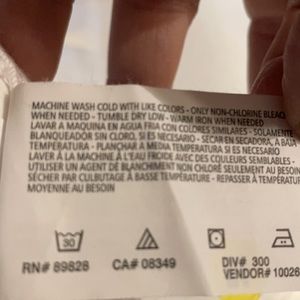 MACHINE WASH COLD WITH LIKE COLORS - ONLY NON-CHLORINE BLEAC
WHEN NEEDED - TUMBLE DRY LOW - WARM IRON WHEN NEEDED
LAVAR A MAQUINA EN AGUA FRIA CON COLORES SIMILARES - SOLAMENTE
BLANQUEADOR SIN CLORO, SI ES NECESARIO - SECAR EN SECADORA, A BAJA
TEMPERATURA - PLANCHAR A MEDIA TEMPERATURA SI ES NECESARIO
LAVER À LA MACHINE À L'EAU FROIDE AVEC DES COULEURS SEMBLABLES -
UTILISER UN AGENT DE BLANCHIMENT NON CHLORÉ SEULEMENT AU BESOIN
SÉCHER PAR CULBUTAGE À BASSE TEMPÉRATURE - REPASSER À TEMPÉRAT
MOYENNE AU BESOIN
30
RN# 89828 CA# 08349 DIV# 300
VENDOR# 10026